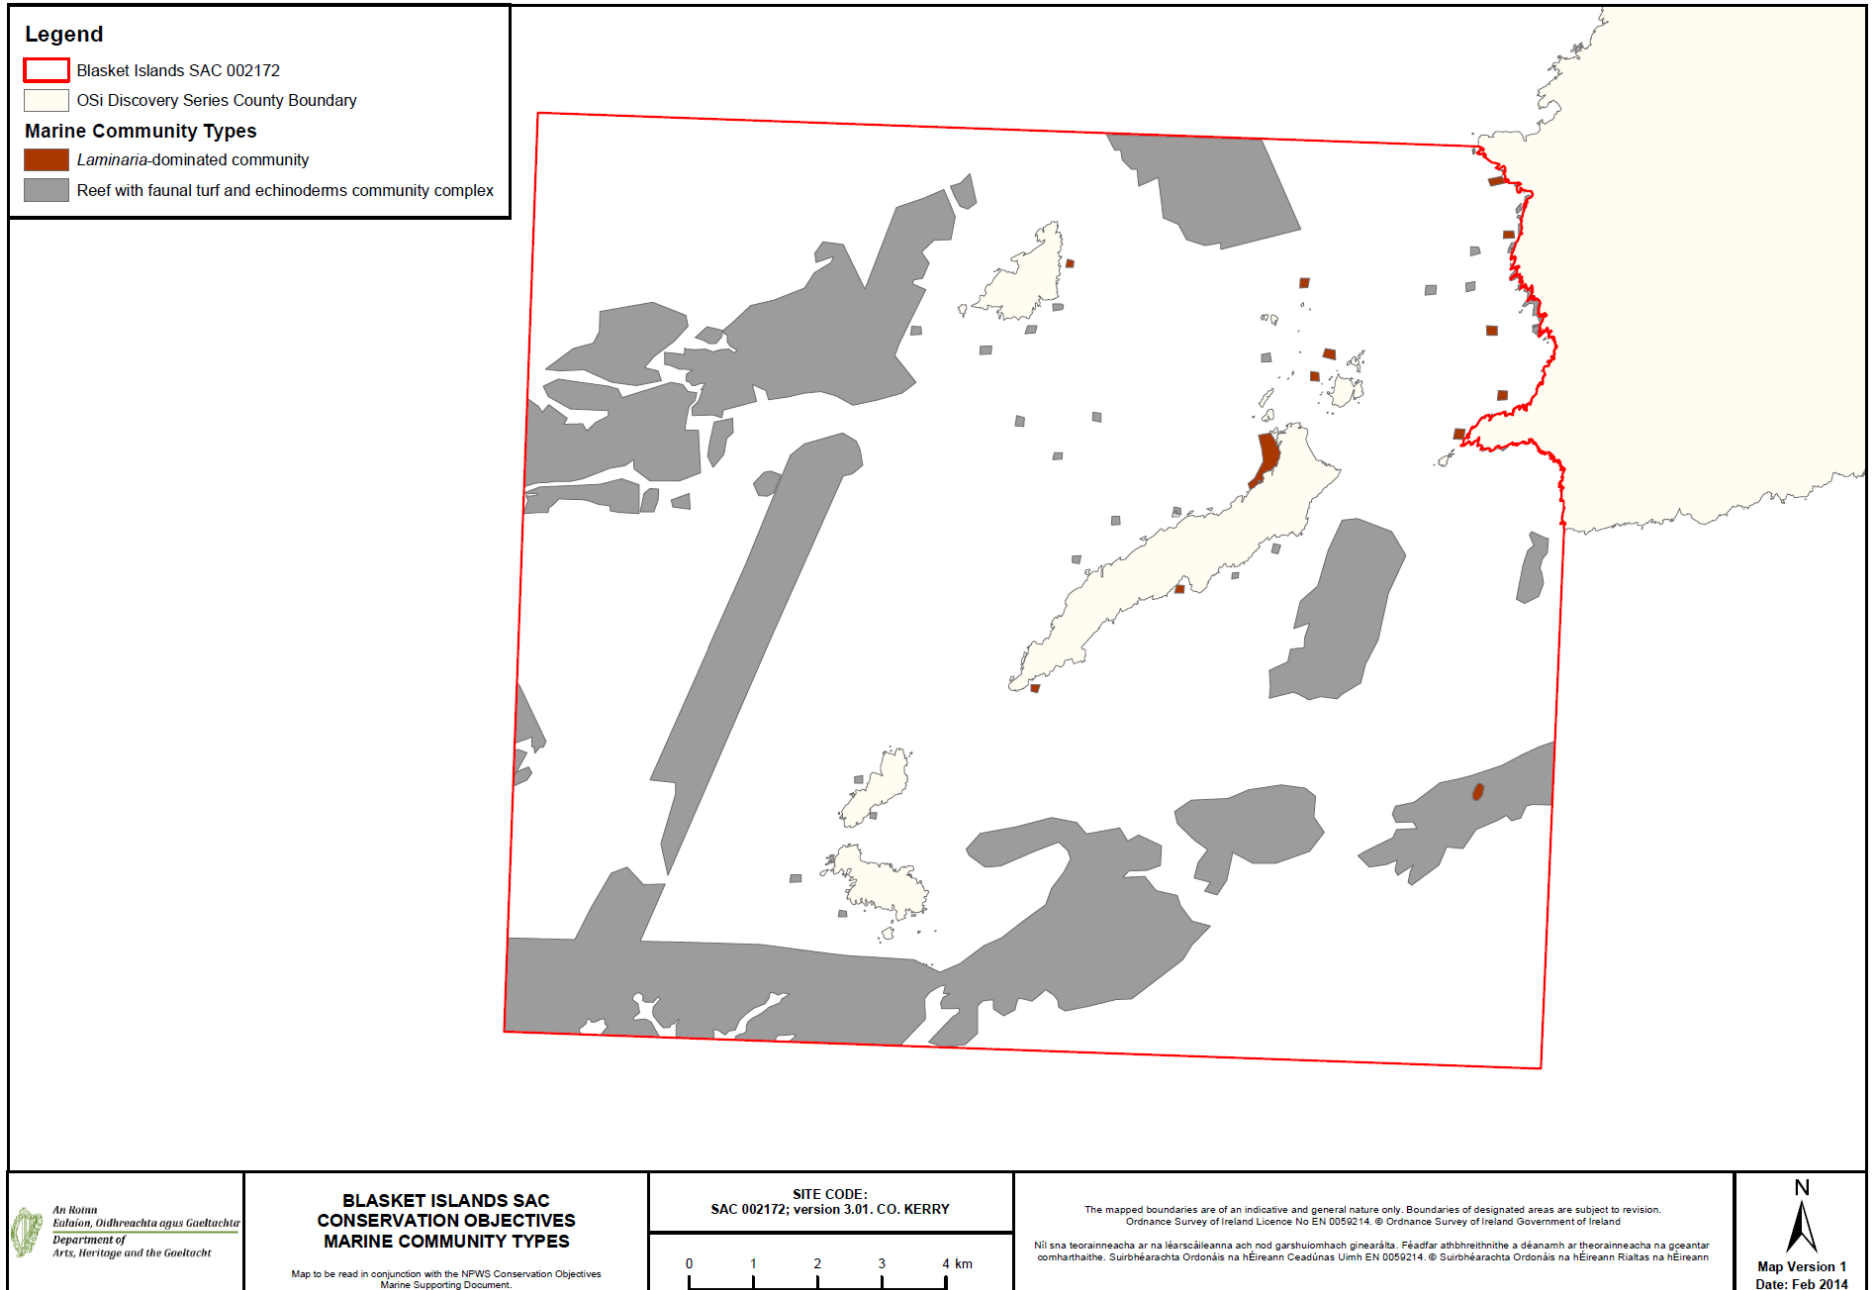 Legend
Blasket Islands SAC 002172
OSi Discovery Series County Boundary
Marine Community Types
Laminaria-dominated community
Reef with faunal turf and echinoderms community complex
An Roinn
Ealaíon, Oidhreachta agus Gaeltachta
Department of
Arts, Heritage and the Gaeltacht
BLASKET ISLANDS SAC
CONSERVATION OBJECTIVES
MARINE COMMUNITY TYPES
Map to be read in conjunction with the NPWS Conservation Objectives
Marine Supporting Document.
SITE CODE:
SAC 002172; version 3.01. CO. KERRY
0 1 2 3 4 km
The mapped boundaries are of an indicative and general nature only. Boundaries of designated areas are subject to revision.
Ordnance Survey of Ireland Licence No EN 0059214. © Ordnance Survey of Ireland Government of Ireland
Níl sna teorainneacha ar na léarscáileanna ach nod garshuiomhach ginearálta. Féadfar athbhreithnithe a déanamh ar theorainneacha na gceantar
comharthaithe. Suirbhéarachta Ordonáis na hÉireann Ceadúnas Uimh EN 0059214. © Suirbhéarachta Ordonáis na hÉireann Rialtas na hÉireann
N
Map Version 1
Date: Feb 2014